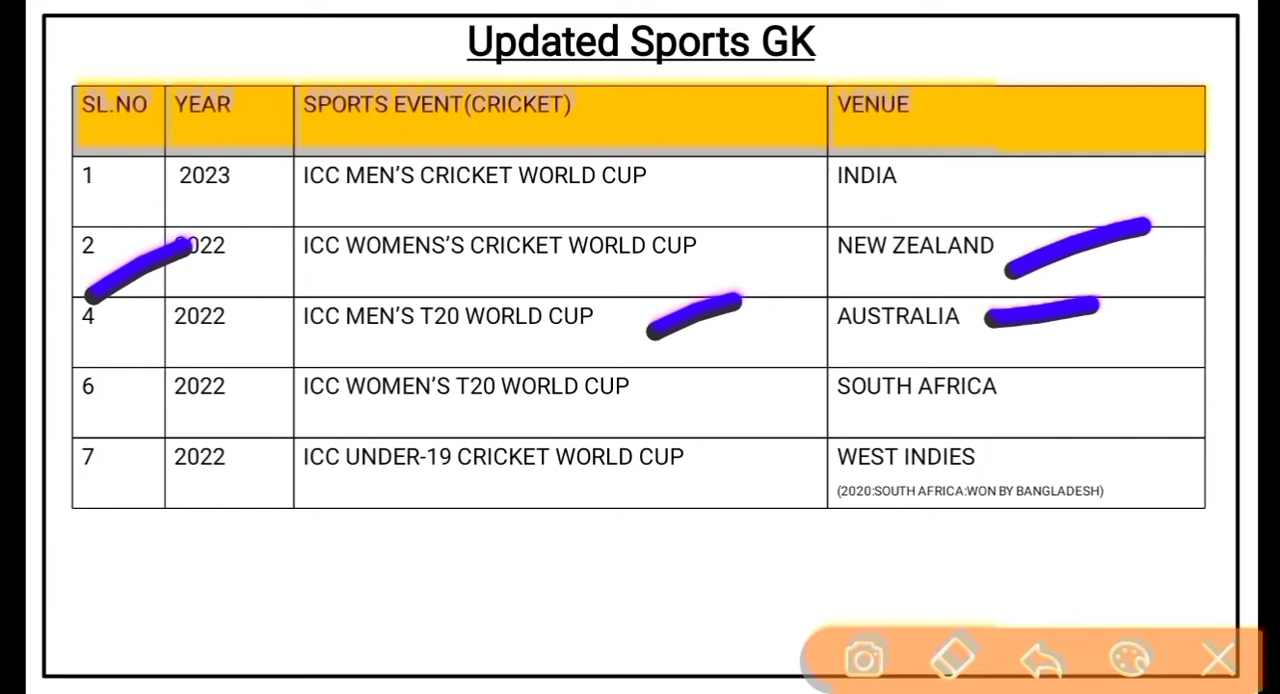 Updated Sports GK
SL.NO YEAR SPORTS EVENT(CRICKET) VENUE
1 2023 ICC MEN’S CRICKET WORLD CUP INDIA
2 2022 ICC WOMENS’S CRICKET WORLD CUP NEW ZEALAND
4 2022 ICC MEN’S T20 WORLD CUP AUSTRALIA
6 2022 ICC WOMEN’S T20 WORLD CUP SOUTH AFRICA
7 2022 ICC UNDER-19 CRICKET WORLD CUP WEST INDIES
(2020:SOUTH AFRICA:WON BY BANGLADESH)